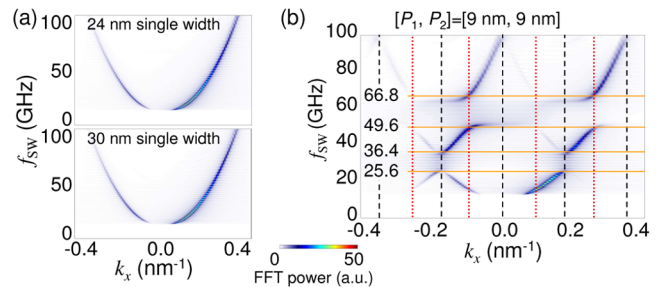 (a)
24 nm single width
100
50
0
30 nm single width
100
50
0
f_SW (GHz)
-0.4 0.0 0.4
k_x (nm⁻¹)
(b)
[P₁, P₂]=[9 nm, 9 nm]
100
80
66.8
49.6
36.4
25.6
20
0
f_SW (GHz)
-0.4 -0.2 0.0 0.2 0.4
k_x (nm⁻¹)
0 50
FFT power (a.u.)